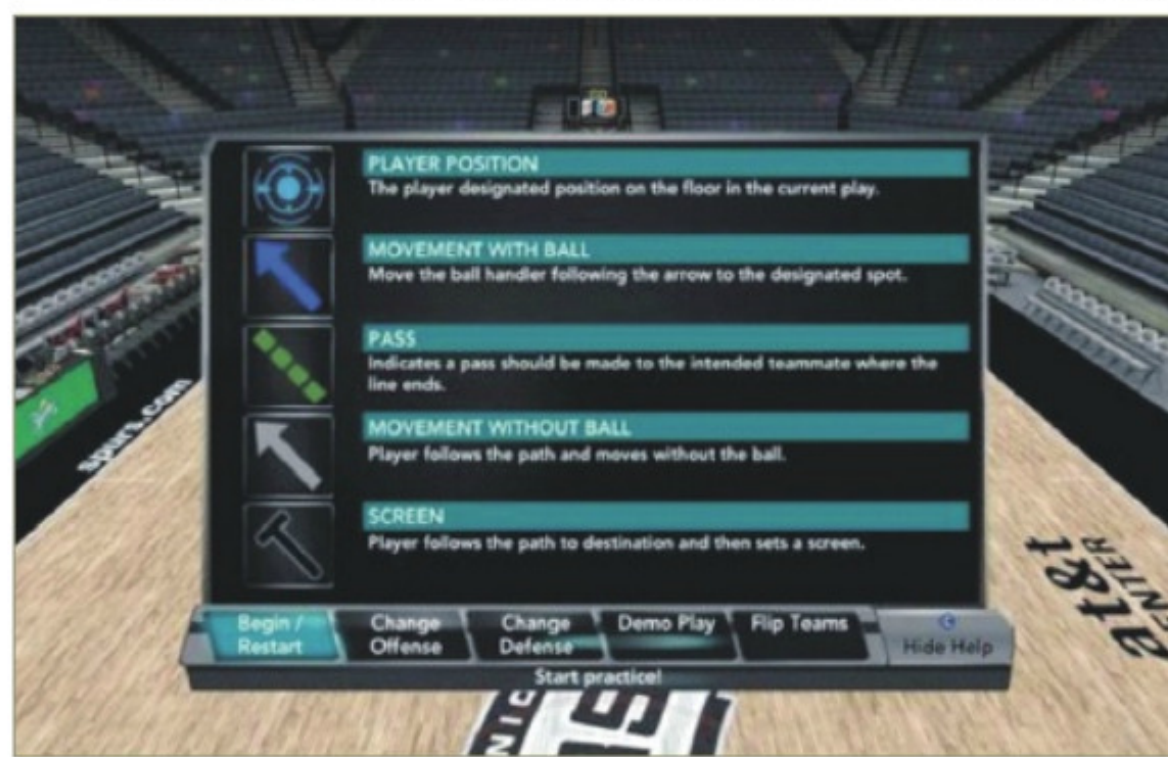 PLAYER POSITION
The player designated position on the floor in the current play.
MOVEMENT WITH BALL
Move the ball handler following the arrow to the designated spot.
PASS
Indicates a pass should be made to the intended teammate where the
line ends.
MOVEMENT WITHOUT BALL
Player follows the path and moves without the ball.
SCREEN
Player follows the path to destination and then sets a screen.
spurs.com
at&t
Begin /
Restart
Change
Offense
Change
Defense
Demo Play
Flip Teams
Hide Help
Start practice!